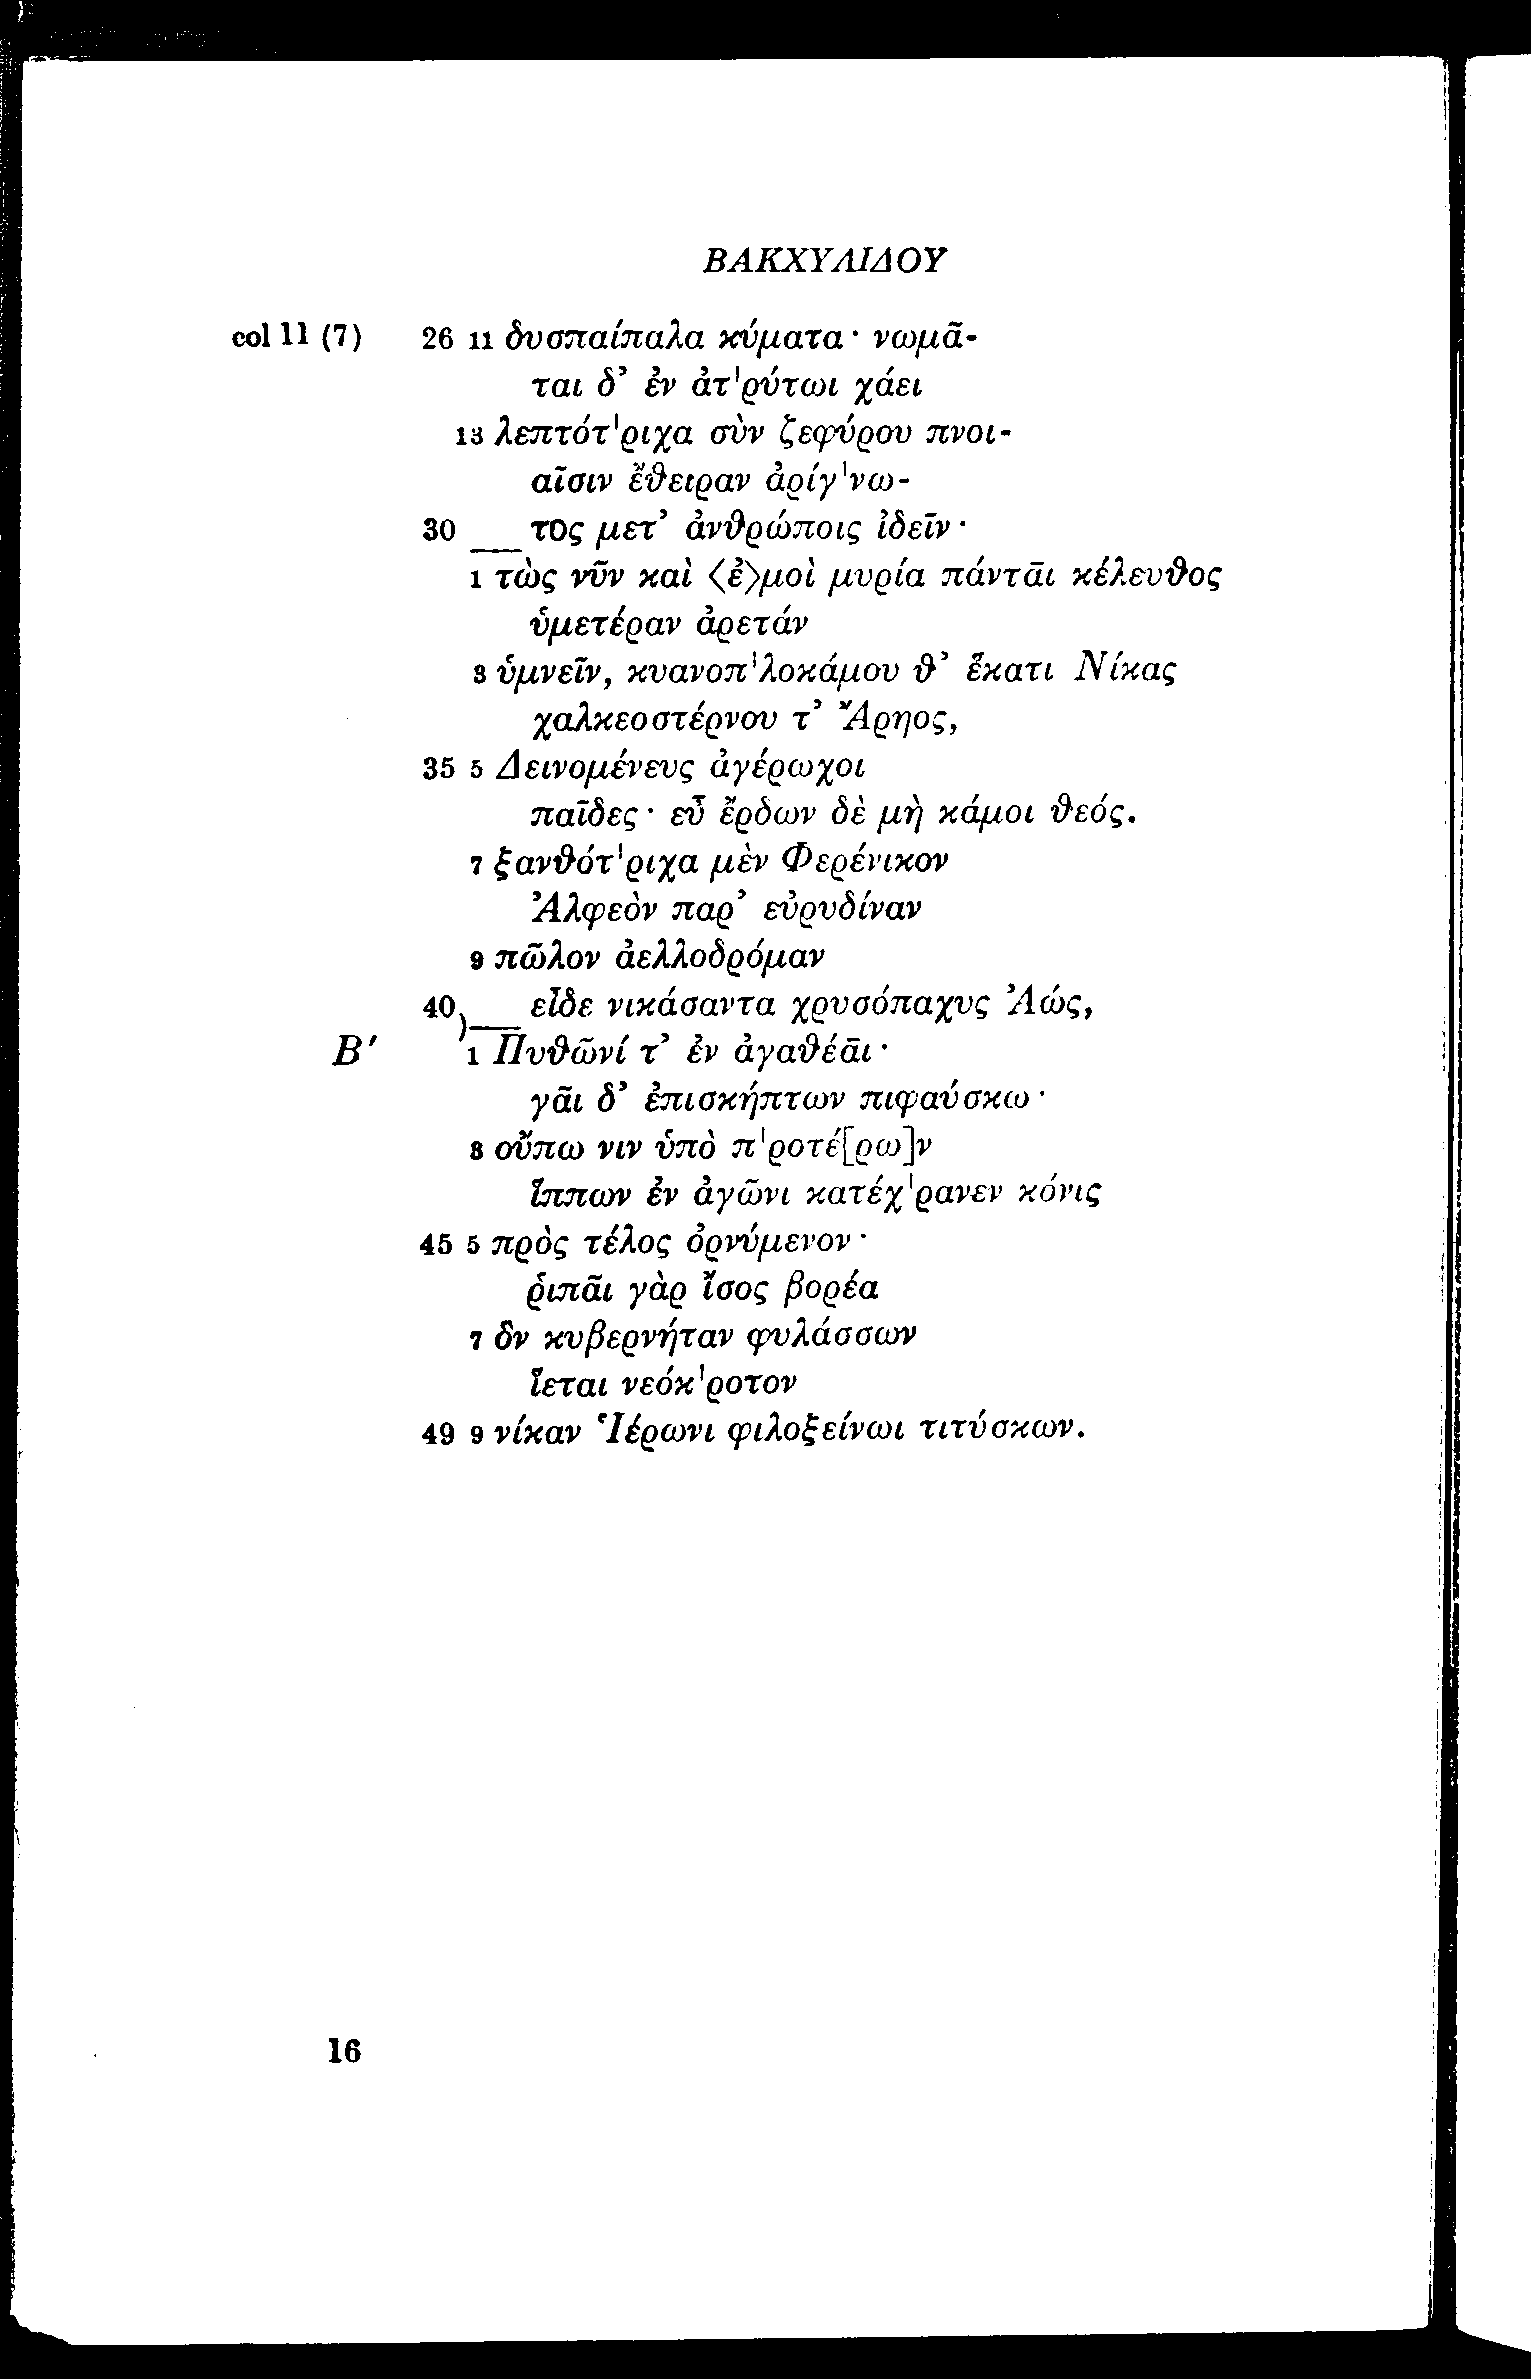 ΒΑΚΧΥΛΙΔΟΥ
col 11 (7) 26 11 δυσπαίπαλα κύματα· νωμᾶ-
ται δ’ ἐν ἀτ'ρύτωι χάει
13 λεπτότ'ριχα σὺν ζεφύρου πνοι-
αῖσιν ἔθειραν ἀρίγ'νω-
30 τος μετ’ ἀνθρώποις ἰδεῖν·
1 τὼς νῦν καὶ ⟨ἐ⟩μοὶ μυρία πάντᾱι κέλευθος
ὑμετέραν ἀρετάν
3 ὑμνεῖν, κυανοπ'λοκάμου θ’ ἕκατι Νίκας
χαλκεοστέρνου τ’ Ἄρηος,
35 5 Δεινομένευς ἀγέρωχοι
παῖδες· εὖ ἔρδων δὲ μὴ κάμοι θεός.
7 ξανθότ'ριχα μὲν Φερένικον
Ἀλφεὸν παρ’ εὐρυδίναν
9 πῶλον ἀελλοδρόμαν
40 εἶδε νικάσαντα χρυσόπαχυς Ἀώς,
Β′ 1 Πυθῶνί τ’ ἐν ἀγαθέᾱι·
γᾶι δ’ ἐπισκήπτων πιφαύσκω·
3 οὔπω νιν ὑπὸ π'ροτέ[ρω]ν
ἵππων ἐν ἀγῶνι κατέχ'ρανεν κόνις
45 5 πρὸς τέλος ὀρνύμενον·
ῥιπᾶι γὰρ ἴσος βορέα
7 ὃν κυβερνήταν φυλάσσων
ἵεται νεόκ'ροτον
49 9 νίκαν Ἱέρωνι φιλοξείνωι τιτύσκων.
16